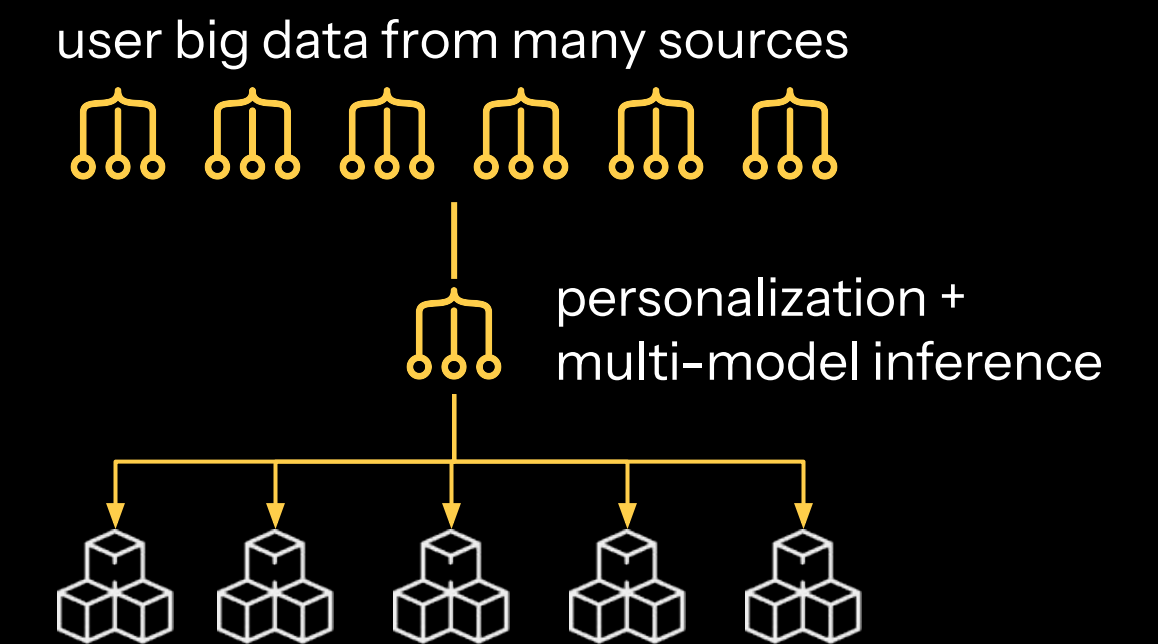 user big data from many sources
personalization +
multi-model inference